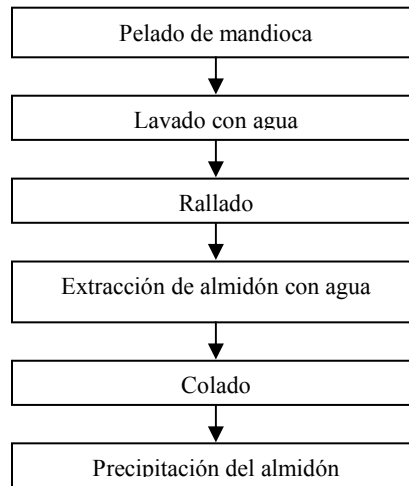 Pelado de mandioca
Lavado con agua
Rallado
Extracción de almidón con agua
Colado
Precipitación del almidón